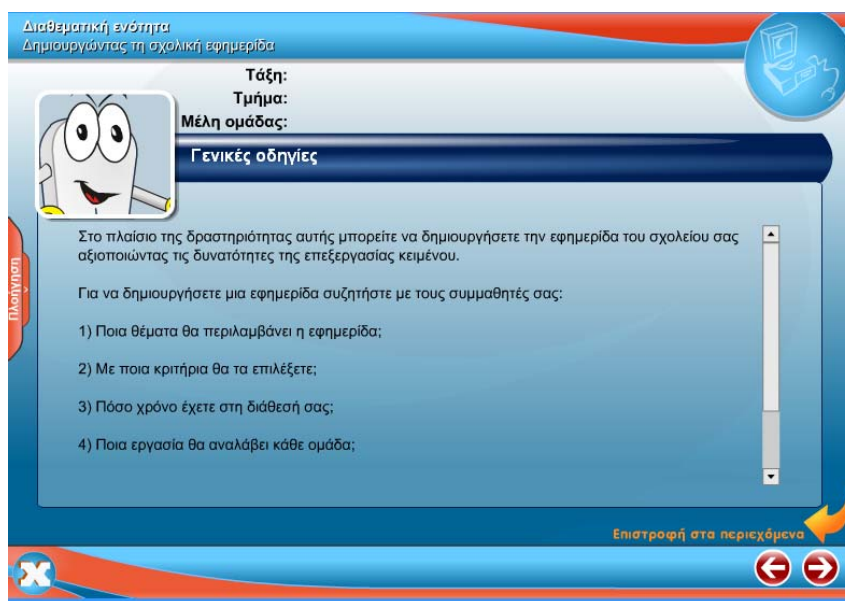 Διαθεματική ενότητα
Δημιουργώντας τη σχολική εφημερίδα
Τάξη:
Τμήμα:
Μέλη ομάδας:
Γενικές οδηγίες
Στο πλαίσιο της δραστηριότητας αυτής μπορείτε να δημιουργήσετε την εφημερίδα του σχολείου σας
αξιοποιώντας τις δυνατότητες της επεξεργασίας κειμένου.
Για να δημιουργήσετε μια εφημερίδα συζητήστε με τους συμμαθητές σας:
1) Ποια θέματα θα περιλαμβάνει η εφημερίδα;
2) Με ποια κριτήρια θα τα επιλέξετε;
3) Πόσο χρόνο έχετε στη διάθεσή σας;
4) Ποια εργασία θα αναλάβει κάθε ομάδα;
Πλοήγηση
Επιστροφή στα περιεχόμενα